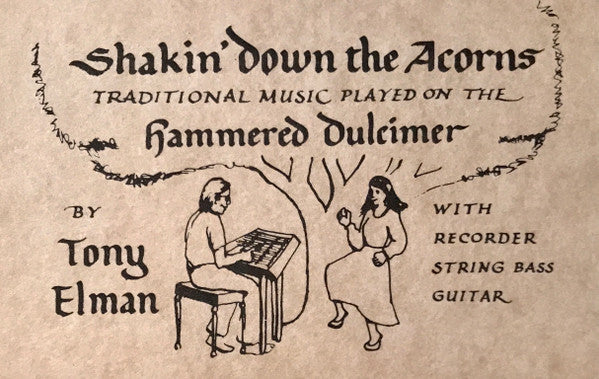 Shakin' Down the Acorns
TRADITIONAL MUSIC PLAYED ON THE
Hammered Dulcimer
BY
Tony
Elman
WITH
RECORDER
STRING BASS
GUITAR